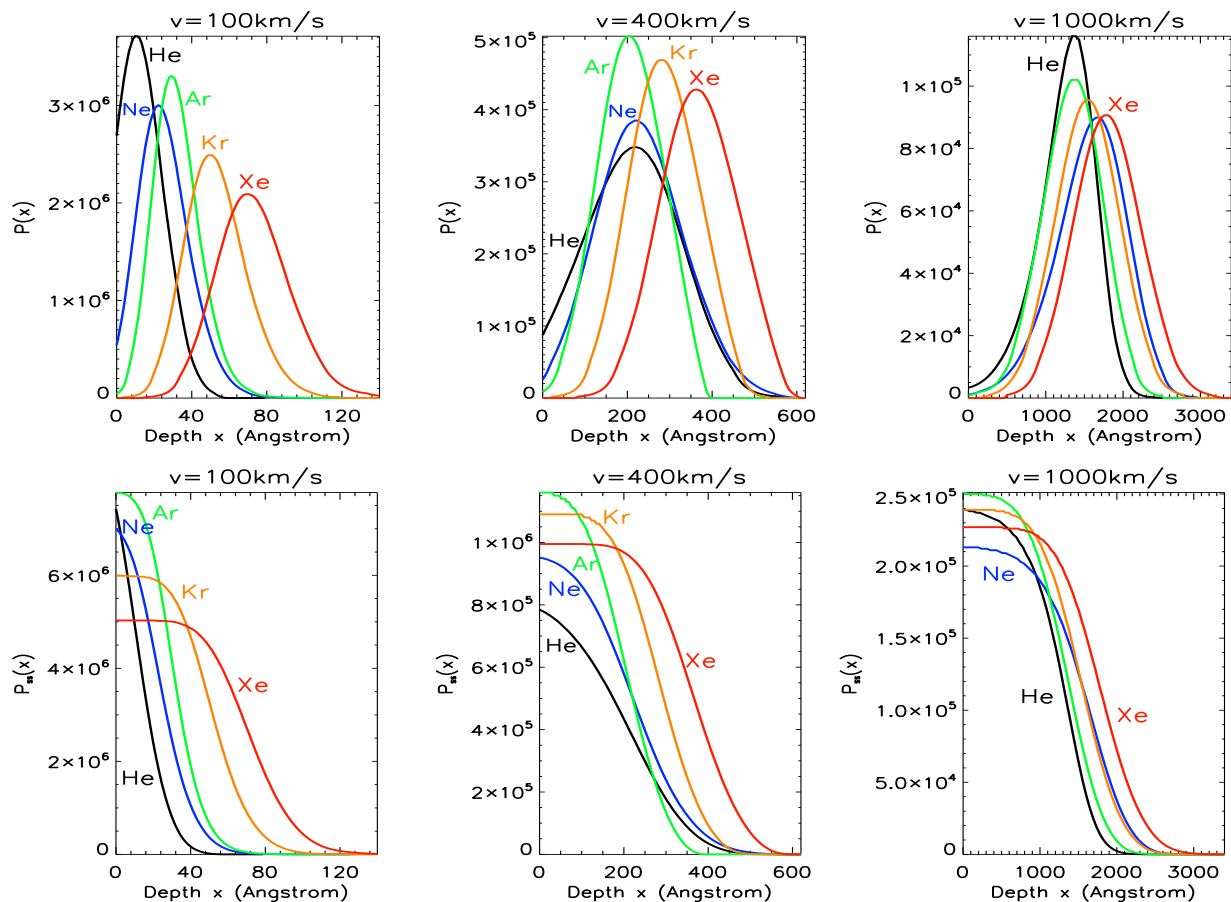 v=100km/s
He
Ne
Ar
Kr
Xe
3×10⁶
2×10⁶
1×10⁶
0
P(x)
0 40 80 120
Depth x (Angstrom)
v=400km/s
Ar
Kr
Xe
Ne
He
5×10⁵
4×10⁵
3×10⁵
2×10⁵
1×10⁵
0
P(x)
0 200 400 600
Depth x (Angstrom)
v=1000km/s
He
Xe
1×10⁵
8×10⁴
6×10⁴
4×10⁴
2×10⁴
0
P(x)
0 1000 2000 3000
Depth x (Angstrom)
v=100km/s
Ne
Ar
Kr
Xe
He
6×10⁶
4×10⁶
2×10⁶
0
Pss(x)
0 40 80 120
Depth x (Angstrom)
v=400km/s
Kr
Ar
Ne
He
Xe
1×10⁶
8×10⁵
6×10⁵
4×10⁵
2×10⁵
0
Pss(x)
0 200 400 600
Depth x (Angstrom)
v=1000km/s
Ne
He
Xe
2.5×10⁵
2.0×10⁵
1.5×10⁵
1.0×10⁵
5.0×10⁴
0
Pss(x)
0 1000 2000 3000
Depth x (Angstrom)